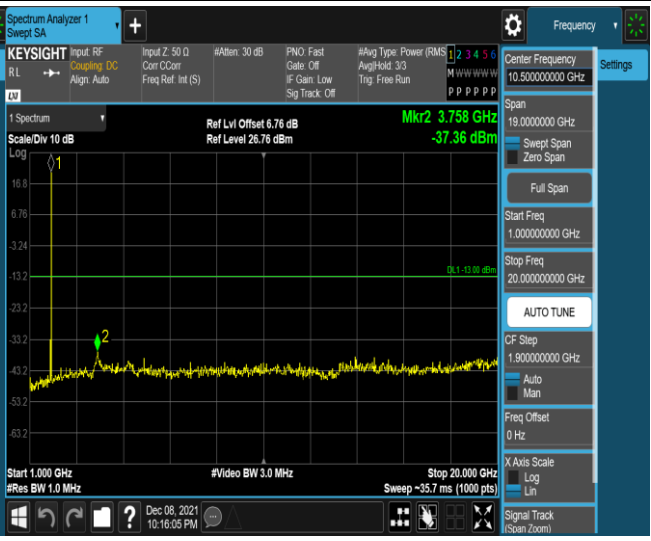 Spectrum Analyzer 1
Swept SA
Frequency
KEYSIGHT
Input: RF
Coupling: DC
Align: Auto
Input Z: 50 Ω
Corr CCorr
Freq Ref: Int (S)
#Atten: 30 dB
PNO: Fast
Gate: Off
IF Gain: Low
Sig Track: Off
#Avg Type: Power (RMS
Avg|Hold: 3/3
Trig: Free Run
1 2 3 4 5 6
M W W W W W
P P P P P P
RL
LXI
1 Spectrum
Scale/Div 10 dB
Log
Ref Lvl Offset 6.76 dB
Ref Level 26.76 dBm
Mkr2 3.758 GHz
-37.36 dBm
1
16.8
6.76
-3.24
DL1 -13.00 dBm
-13.2
-23.2
2
-33.2
-43.2
-53.2
-63.2
Start 1.000 GHz
#Res BW 1.0 MHz
#Video BW 3.0 MHz
Stop 20.000 GHz
Sweep ~35.7 ms (1000 pts)
?
Dec 08, 2021
10:16:05 PM
Center Frequency
10.500000000 GHz
Settings
Span
19.0000000 GHz
Swept Span
Zero Span
Full Span
Start Freq
1.000000000 GHz
Stop Freq
20.000000000 GHz
AUTO TUNE
CF Step
1.900000000 GHz
Auto
Man
Freq Offset
0 Hz
X Axis Scale
Log
Lin
Signal Track
(Span Zoom)